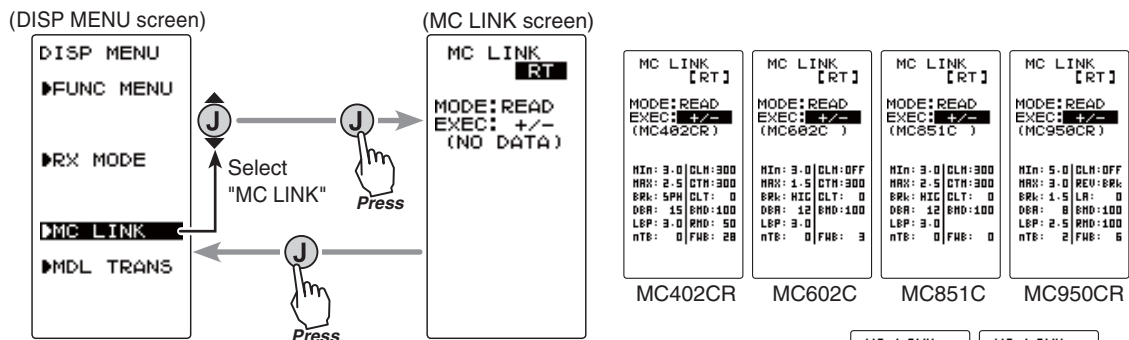 (DISP MENU screen)
DISP MENU
▶FUNC MENU
▶RX MODE
▶MC LINK
▶MDL TRANS
J
Select
"MC LINK"
J
Press
J
Press
(MC LINK screen)
MC LINK
RT
MODE:READ
EXEC: +/-
(NO DATA)
MC LINK
[RT]
MODE:READ
EXEC: +/-
(MC402CR)
MIn: 3.0 CLM:300
MAX: 2.5 CTM:300
BRk: SPH CLT: 0
DBA: 15 BMD:100
LBP: 3.0 RMD: 50
nTB: 0 FWB: 28
MC402CR
MC LINK
[RT]
MODE:READ
EXEC: +/-
(MC602C )
MIn: 3.0 CLM:OFF
MAX: 1.5 CTM:300
BRk: HIG CLT: 0
DBA: 12 BMD:100
LBP: 3.0
nTB: 0 FWB: 3
MC602C
MC LINK
[RT]
MODE:READ
EXEC: +/-
(MC851C )
MIn: 3.0 CLM:300
MAX: 2.5 CTM:300
BRk: HIG CLT: 0
DBA: 12 BMD:100
LBP: 3.0
nTB: 0 FWB: 0
MC851C
MC LINK
[RT]
MODE:READ
EXEC: +/-
(MC950CR)
MIn: 5.0 CLM:OFF
MAX: 3.0 REV:BRk
BRk: 1.5 LA: 0
DBA: 8 BMD:100
LBP: 2.5 RMD:100
nTB: 2 FWB: 6
MC950CR